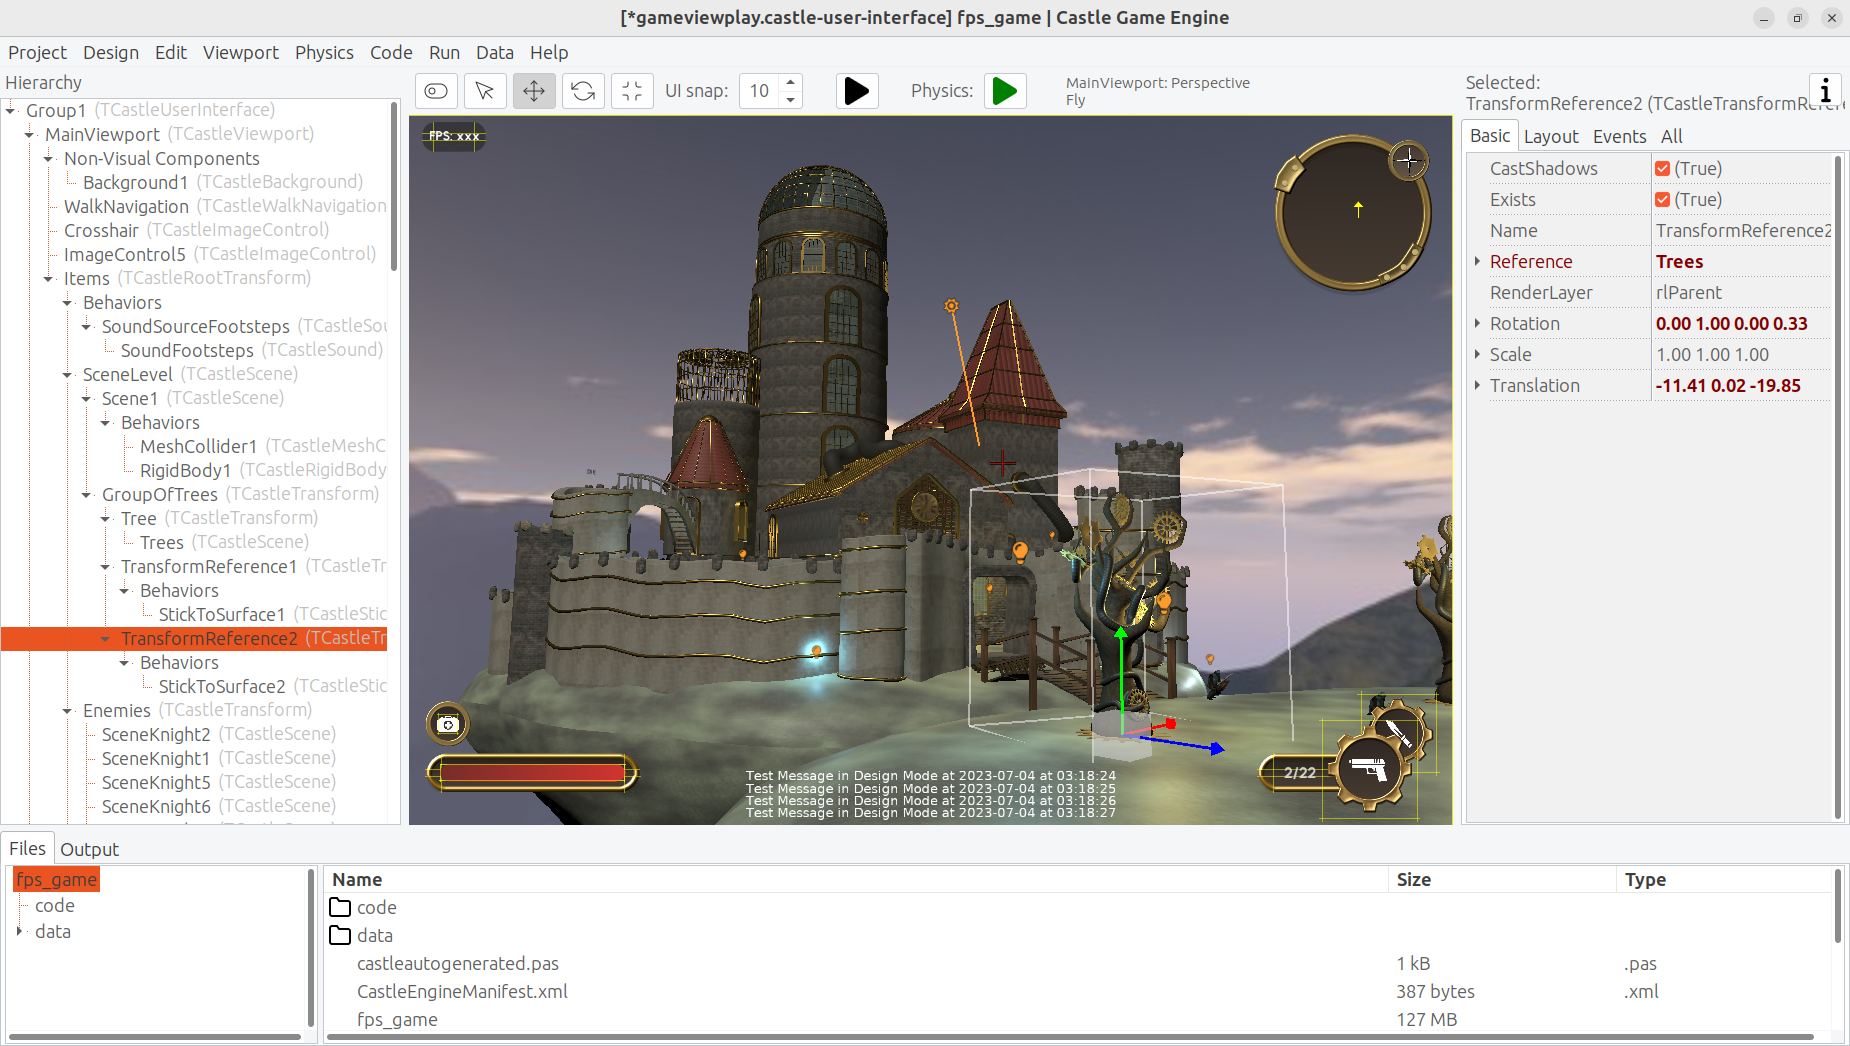 [*gameviewplay.castle-user-interface] fps_game | Castle Game Engine
Project Design Edit Viewport Physics Code Run Data Help
Hierarchy
Group1 (TCastleUserInterface)
MainViewport (TCastleViewport)
Non-Visual Components
Background1 (TCastleBackground)
WalkNavigation (TCastleWalkNavigation
Crosshair (TCastleImageControl)
ImageControl5 (TCastleImageControl)
Items (TCastleRootTransform)
Behaviors
SoundSourceFootsteps (TCastleSou
SoundFootsteps (TCastleSound)
SceneLevel (TCastleScene)
Scene1 (TCastleScene)
Behaviors
MeshCollider1 (TCastleMeshC
RigidBody1 (TCastleRigidBody
GroupOfTrees (TCastleTransform)
Tree (TCastleTransform)
Trees (TCastleScene)
TransformReference1 (TCastleTr
Behaviors
StickToSurface1 (TCastleStic
TransformReference2 (TCastleTr
Behaviors
StickToSurface2 (TCastleStic
Enemies (TCastleTransform)
SceneKnight2 (TCastleScene)
SceneKnight1 (TCastleScene)
SceneKnight5 (TCastleScene)
SceneKnight6 (TCastleScene)
UI snap: 10
Physics:
MainViewport: Perspective
Fly
FPS: xxx
2/22
Test Message in Design Mode at 2023-07-04 at 03:18:24
Test Message in Design Mode at 2023-07-04 at 03:18:25
Test Message in Design Mode at 2023-07-04 at 03:18:26
Test Message in Design Mode at 2023-07-04 at 03:18:27
Selected:
TransformReference2 (TCastleTransformRefere
i
Basic Layout Events All
CastShadows (True)
Exists (True)
Name TransformReference2
Reference Trees
RenderLayer rlParent
Rotation 0.00 1.00 0.00 0.33
Scale 1.00 1.00 1.00
Translation -11.41 0.02 -19.85
Files Output
fps_game
code
data
Name Size Type
code
data
castleautogenerated.pas 1 kB .pas
CastleEngineManifest.xml 387 bytes .xml
fps_game 127 MB